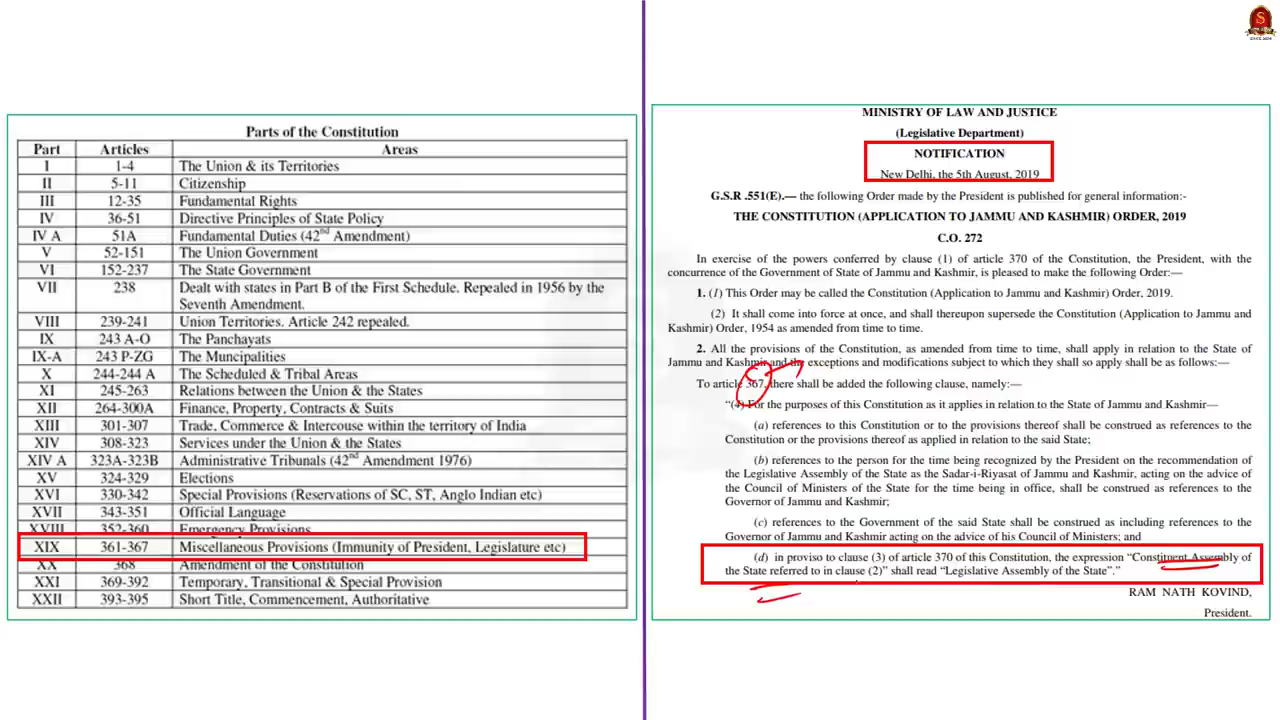 Parts of the Constitution
Part Articles Areas
I 1-4 The Union & its Territories
II 5-11 Citizenship
III 12-35 Fundamental Rights
IV 36-51 Directive Principles of State Policy
IV A 51A Fundamental Duties (42nd Amendment)
V 52-151 The Union Government
VI 152-237 The State Government
VII 238 Dealt with states in Part B of the First Schedule. Repealed in 1956 by the
Seventh Amendment.
VIII 239-241 Union Territories. Article 242 repealed.
IX 243 A-O The Panchayats
IX-A 243 P-ZG The Muncipalities
X 244-244 A The Scheduled & Tribal Areas
XI 245-263 Relations between the Union & the States
XII 264-300A Finance, Property, Contracts & Suits
XIII 301-307 Trade, Commerce & Intercouse within the territory of India
XIV 308-323 Services under the Union & the States
XIV A 323A-323B Administrative Tribunals (42nd Amendment 1976)
XV 324-329 Elections
XVI 330-342 Special Provisions (Reservations of SC, ST, Anglo Indian etc)
XVII 343-351 Official Language
XVIII 352-360 Emergency Provisions
XIX 361-367 Miscellaneous Provisions (Immunity of President, Legislature etc)
XX 368 Amendment of the Constitution
XXI 369-392 Temporary, Transitional & Special Provision
XXII 393-395 Short Title, Commencement, Authoritative
MINISTRY OF LAW AND JUSTICE
(Legislative Department)
NOTIFICATION
New Delhi, the 5th August, 2019
G.S.R .551(E).— the following Order made by the President is published for general information:-
THE CONSTITUTION (APPLICATION TO JAMMU AND KASHMIR) ORDER, 2019
C.O. 272
In exercise of the powers conferred by clause (1) of article 370 of the Constitution, the President, with the
concurrence of the Government of State of Jammu and Kashmir, is pleased to make the following Order:—
1. (1) This Order may be called the Constitution (Application to Jammu and Kashmir) Order, 2019.
(2) It shall come into force at once, and shall thereupon supersede the Constitution (Application to Jammu and
Kashmir) Order, 1954 as amended from time to time.
2. All the provisions of the Constitution, as amended from time to time, shall apply in relation to the State of
Jammu and Kashmir and the exceptions and modifications subject to which they shall so apply shall be as follows:—
To article 367, there shall be added the following clause, namely:—
“(4) For the purposes of this Constitution as it applies in relation to the State of Jammu and Kashmir—
(a) references to this Constitution or to the provisions thereof shall be construed as references to the
Constitution or the provisions thereof as applied in relation to the said State;
(b) references to the person for the time being recognized by the President on the recommendation of
the Legislative Assembly of the State as the Sadar-i-Riyasat of Jammu and Kashmir, acting on the advice of
the Council of Ministers of the State for the time being in office, shall be construed as references to the
Governor of Jammu and Kashmir;
(c) references to the Government of the said State shall be construed as including references to the
Governor of Jammu and Kashmir acting on the advice of his Council of Ministers; and
(d) in proviso to clause (3) of article 370 of this Constitution, the expression “Constituent Assembly of
the State referred to in clause (2)” shall read “Legislative Assembly of the State”.”
RAM NATH KOVIND,
President.